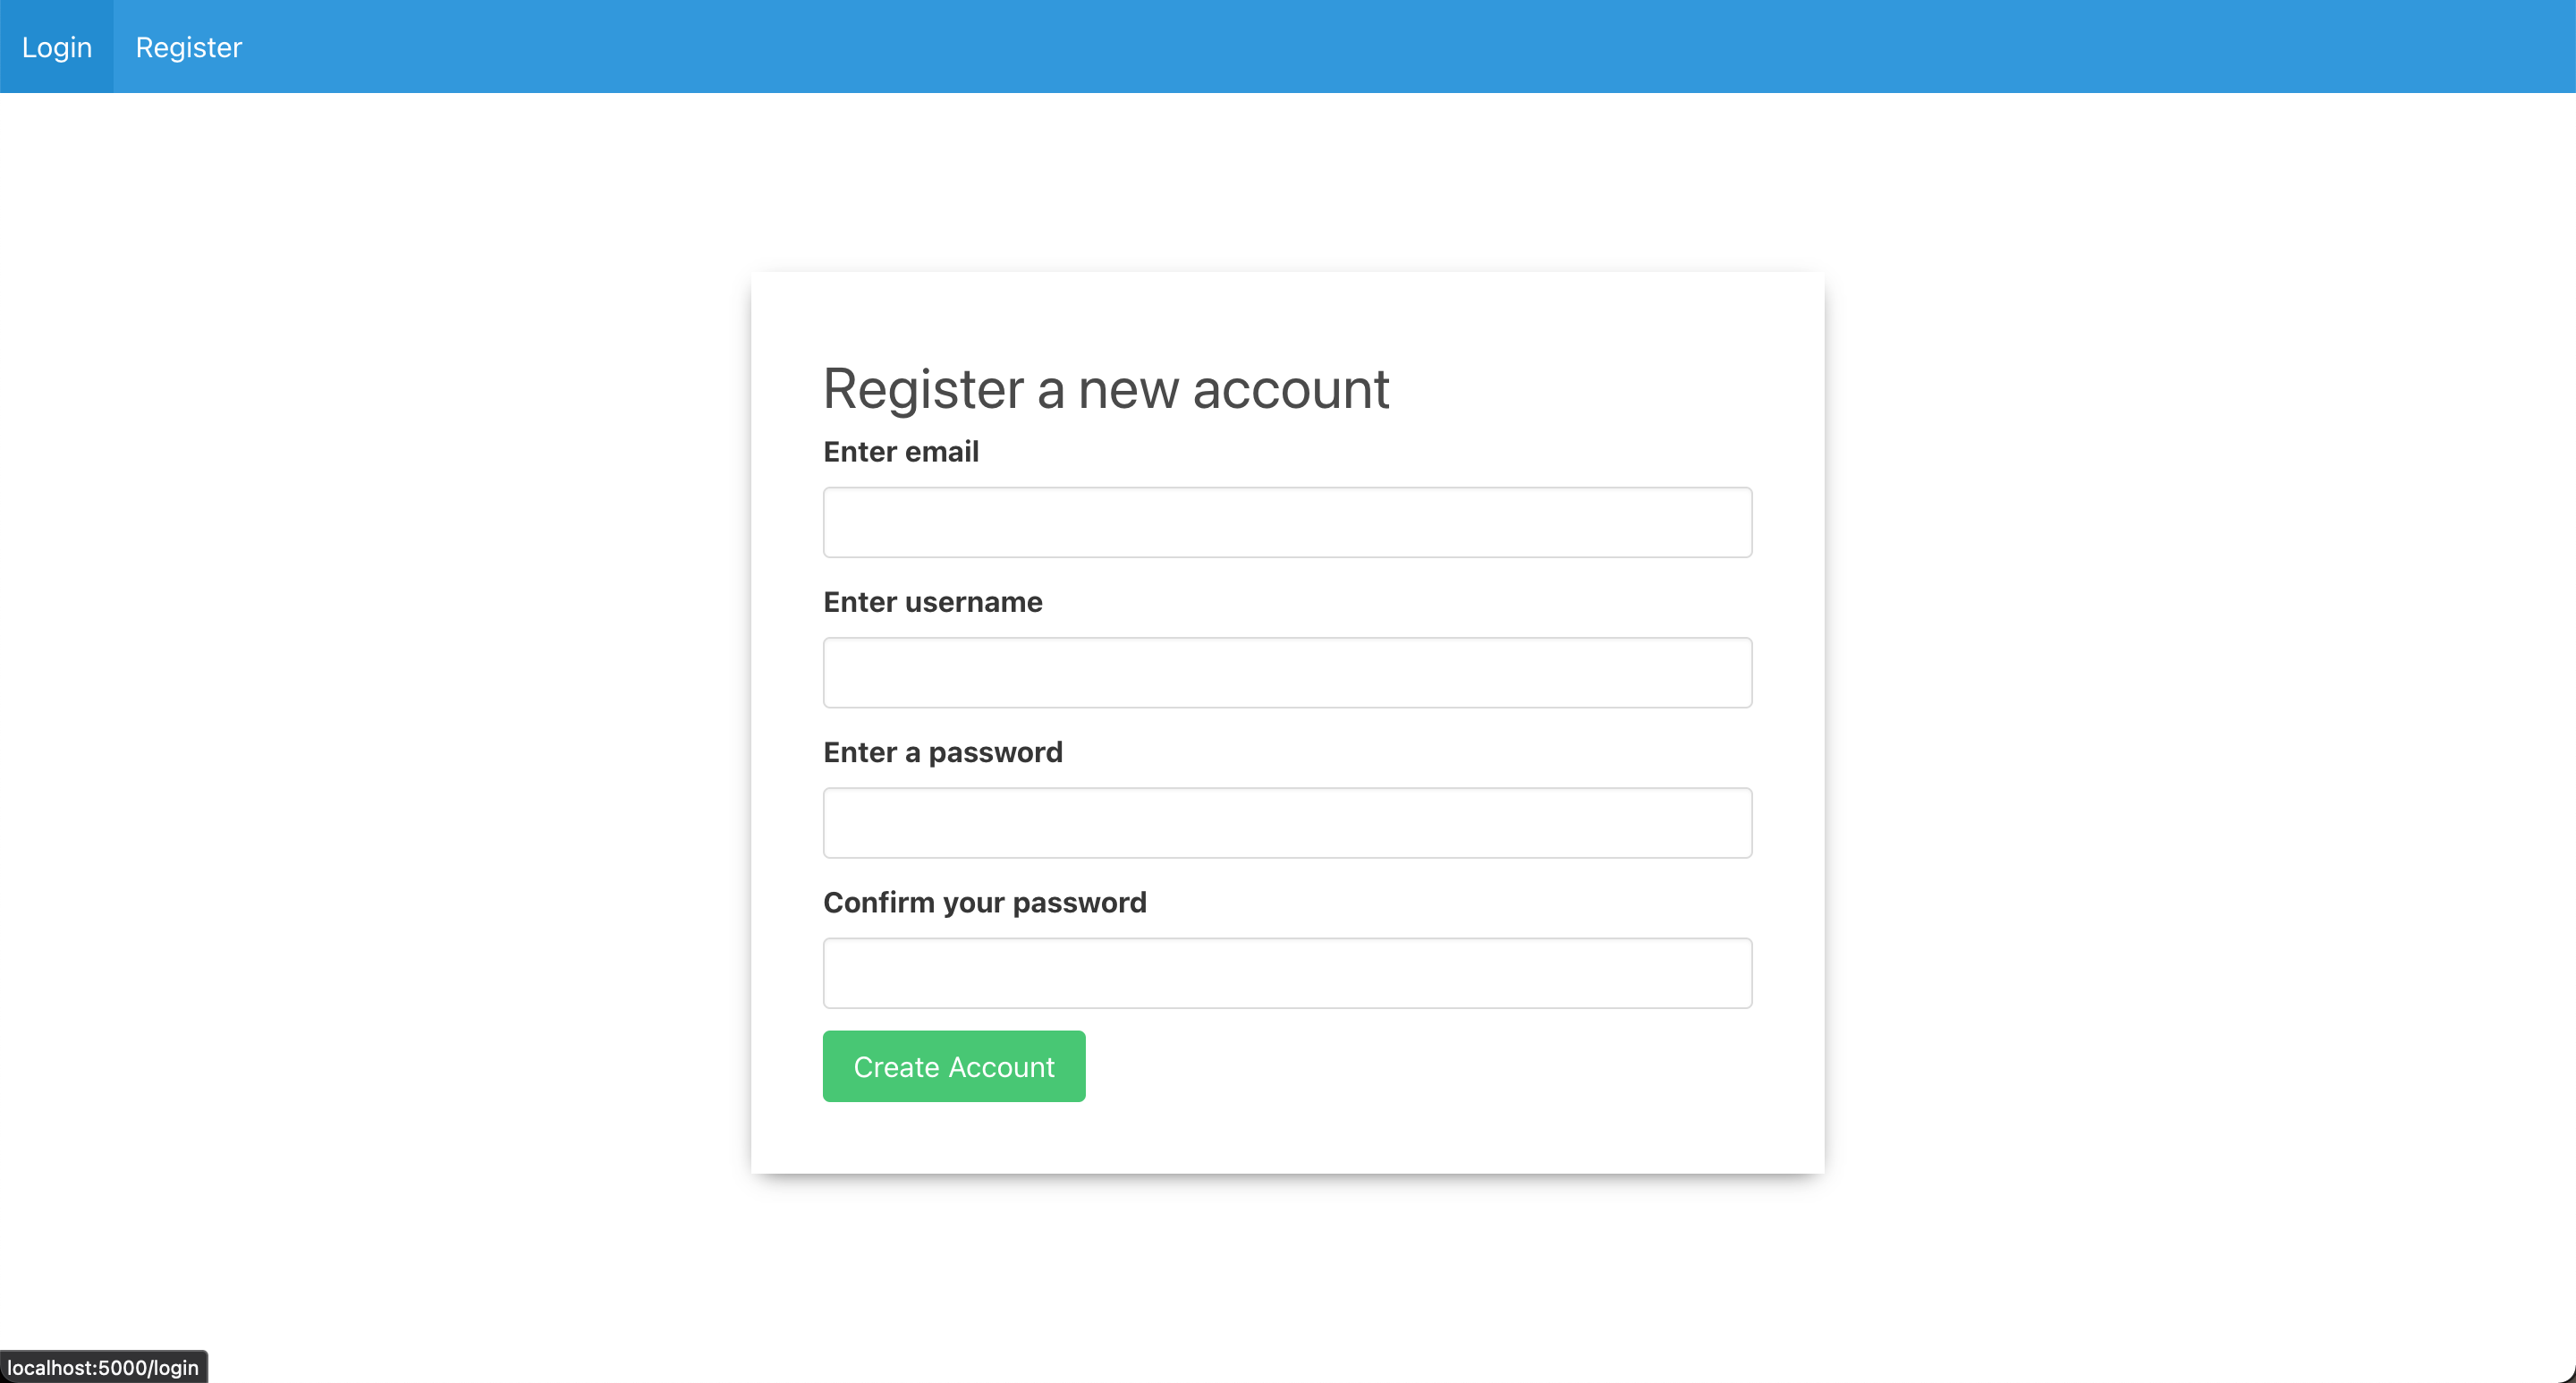 Login Register
Register a new account
Enter email
Enter username
Enter a password
Confirm your password
Create Account
localhost:5000/login